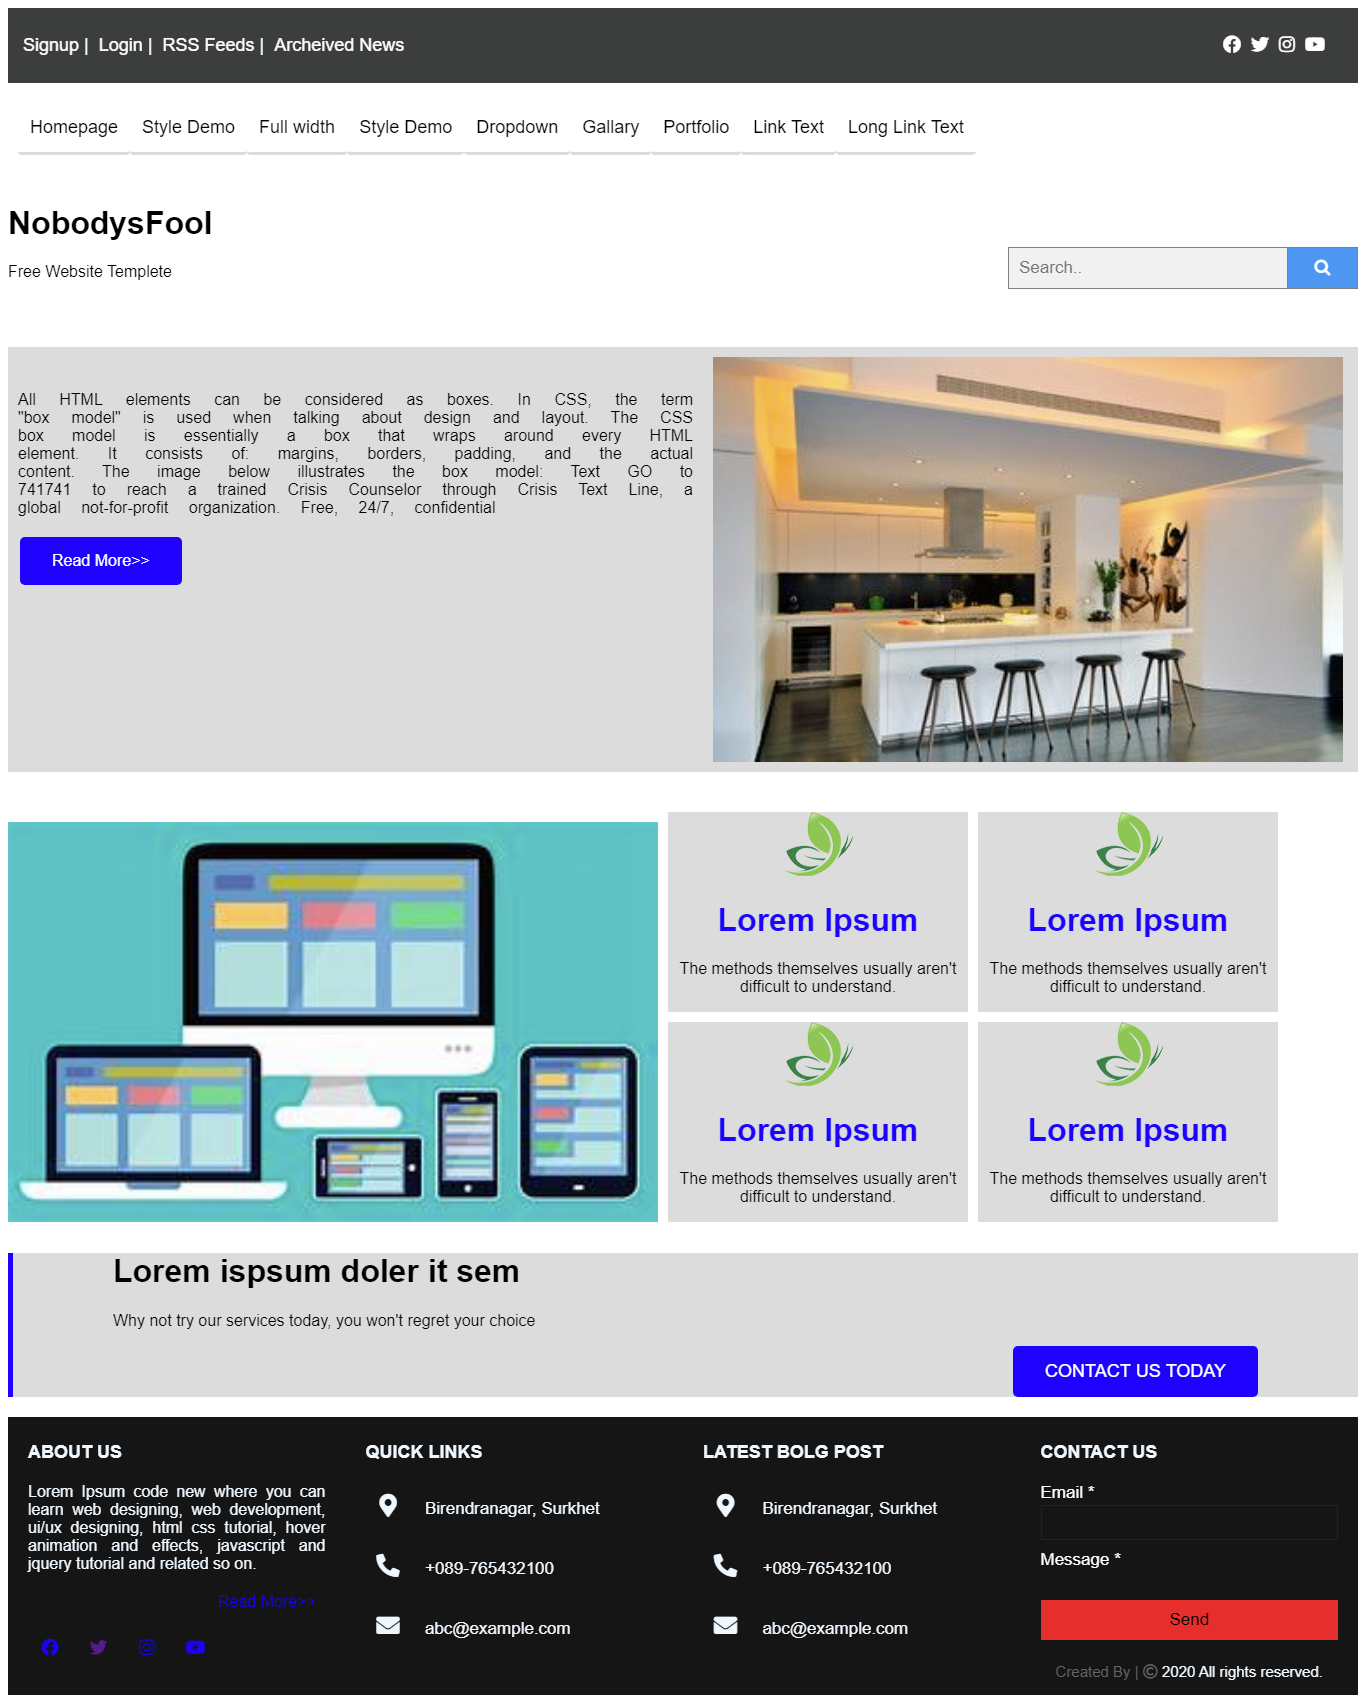 Signup | Login | RSS Feeds | Archeived News
Homepage Style Demo Full width Style Demo Dropdown Gallary Portfolio Link Text Long Link Text
NobodysFool
Free Website Templete
Search..
All HTML elements can be considered as boxes. In CSS, the term
"box model" is used when talking about design and layout. The CSS
box model is essentially a box that wraps around every HTML
element. It consists of: margins, borders, padding, and the actual
content. The image below illustrates the box model: Text GO to
741741 to reach a trained Crisis Counselor through Crisis Text Line, a
global not-for-profit organization. Free, 24/7, confidential
Read More>>
Lorem Ipsum
The methods themselves usually aren't
difficult to understand.
Lorem Ipsum
The methods themselves usually aren't
difficult to understand.
Lorem Ipsum
The methods themselves usually aren't
difficult to understand.
Lorem Ipsum
The methods themselves usually aren't
difficult to understand.
Lorem ispsum doler it sem
Why not try our services today, you won't regret your choice
CONTACT US TODAY
ABOUT US
Lorem Ipsum code new where you can
learn web designing, web development,
ui/ux designing, html css tutorial, hover
animation and effects, javascript and
jquery tutorial and related so on.
Read More>>
QUICK LINKS
Birendranagar, Surkhet
+089-765432100
abc@example.com
LATEST BOLG POST
Birendranagar, Surkhet
+089-765432100
abc@example.com
CONTACT US
Email *
Message *
Send
Created By | © 2020 All rights reserved.